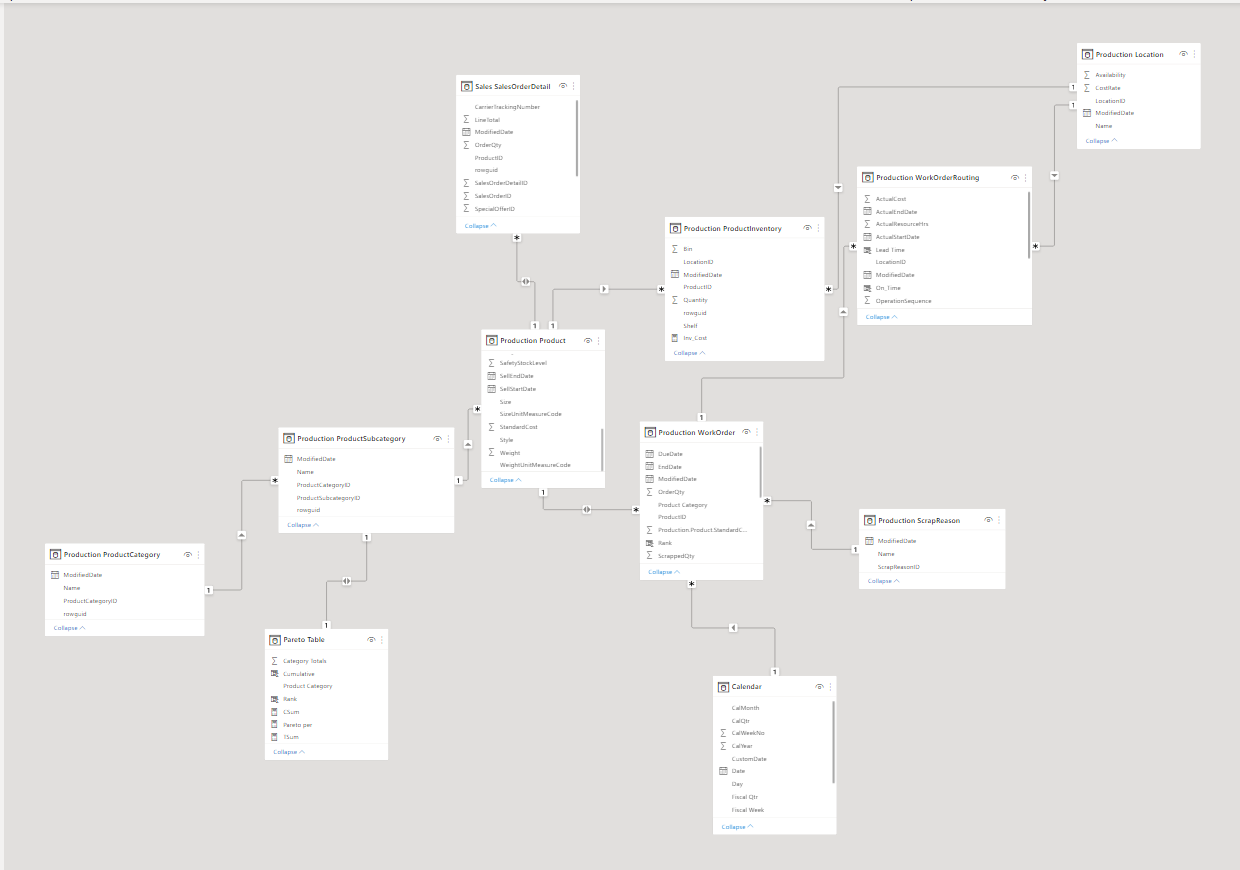 Production Location
Availability
CostRate
LocationID
ModifiedDate
Name
Collapse
Sales SalesOrderDetail
CarrierTrackingNumber
LineTotal
ModifiedDate
OrderQty
ProductID
rowguid
SalesOrderDetailID
SalesOrderID
SpecialOfferID
Collapse
1
1
Production WorkOrderRouting
ActualCost
ActualEndDate
ActualResourceHrs
ActualStartDate
Lead Time
LocationID
ModifiedDate
On_Time
OperationSequence
Collapse
*
*
Production ProductInventory
Bin
LocationID
ModifiedDate
ProductID
Quantity
rowguid
Shelf
Inv_Cost
Collapse
*
*
*
1
1
Production Product
SafetyStockLevel
SellEndDate
SellStartDate
Size
SizeUnitMeasureCode
StandardCost
Style
Weight
WeightUnitMeasureCode
Collapse
*
1
1
Production WorkOrder
DueDate
EndDate
ModifiedDate
OrderQty
Product Category
ProductID
Production.Product.StandardC...
Rank
ScrappedQty
Collapse
1
*
*
*
Production ProductSubcategory
ModifiedDate
Name
ProductCategoryID
ProductSubcategoryID
rowguid
Collapse
*
1
Production ScrapReason
ModifiedDate
Name
ScrapReasonID
Collapse
1
Production ProductCategory
ModifiedDate
Name
ProductCategoryID
rowguid
Collapse
1
1
Pareto Table
Category Totals
Cumulative
Product Category
Rank
CSum
Pareto per
TSum
Collapse
1
Calendar
CalMonth
CalQtr
CalWeekNo
CalYear
CustomDate
Date
Day
Fiscal Qtr
Fiscal Week
Collapse